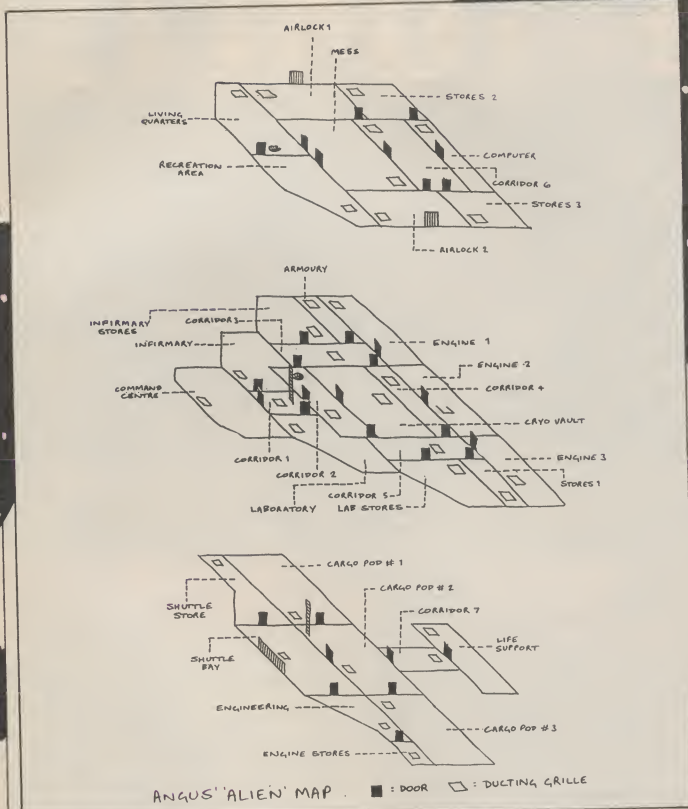 AIRLOCK 1
MESS
STORES 2
LIVING
QUARTERS
COMPUTER
RECREATION
AREA
CORRIDOR 6
STORES 3
AIRLOCK 2
ARMOURY
INFIRMARY
STORES
CORRIDOR 3
ENGINE 1
INFIRMARY
ENGINE 2
COMMAND
CENTRE
CORRIDOR 4
CRYO VAULT
CORRIDOR 1
CORRIDOR 2
ENGINE 3
STORES 1
CORRIDOR 5
LABORATORY
LAB STORES
CARGO POD # 1
CARGO POD # 2
SHUTTLE
STORE
CORRIDOR 7
LIFE
SUPPORT
SHUTTLE
BAY
ENGINEERING
CARGO POD #3
ENGINE STORES
ANGUS' 'ALIEN' MAP . : DOOR : DUCTING GRILLE